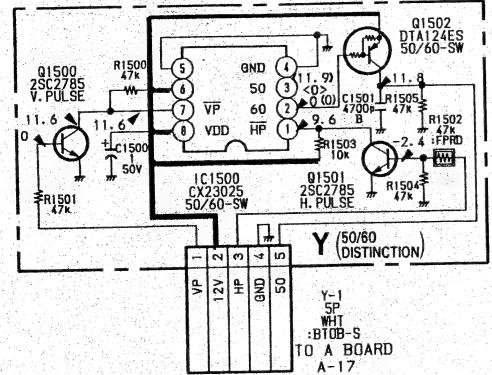 Q1500
2SC2785
V.PULSE
R1500
47k
11.6
0
11.6
C1500
1
50V
R1501
47k
5
6
7
8
GND
50
60
VP
HP
VDD
4
3
2
1
(11.9)
<0>
0 (0)
9.6
IC1500
CX23025
50/60-SW
Q1502
DTA124ES
50/60-SW
11.8
C1501
4700p
B
R1505
47k
R1502
47k
:FPRD
-2.4
R1503
10k
Q1501
2SC2785
H.PULSE
R1504
47k
1 2 3 4 5
VP
12V
HP
GND
50
Y (50/60 DISTINCTION)
Y-1
5P
WHT
:BTOB-S
TO A BOARD
A-17